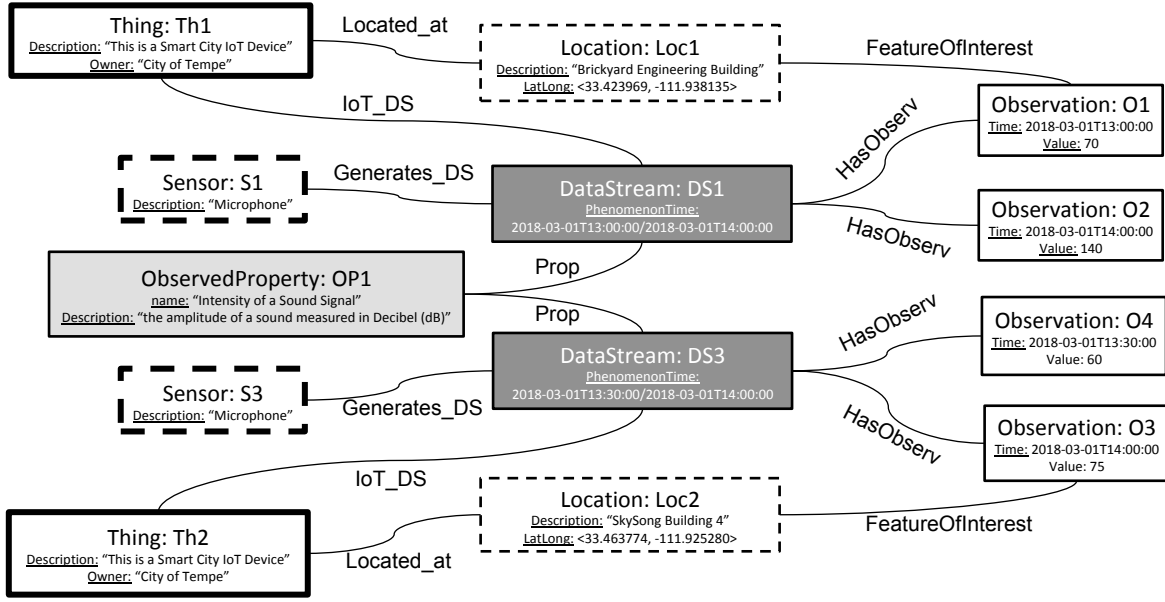 Thing: Th1
Description: “This is a Smart City IoT Device”
Owner: “City of Tempe”
Located_at
Location: Loc1
Description: “Brickyard Engineering Building”
LatLong: <33.423969, -111.938135>
FeatureOfInterest
IoT_DS
Observation: O1
Time: 2018-03-01T13:00:00
Value: 70
HasObserv
Sensor: S1
Description: “Microphone”
Generates_DS
DataStream: DS1
PhenomenonTime:
2018-03-01T13:00:00/2018-03-01T14:00:00
HasObserv
Observation: O2
Time: 2018-03-01T14:00:00
Value: 140
ObservedProperty: OP1
name: “Intensity of a Sound Signal”
Description: “the amplitude of a sound measured in Decibel (dB)”
Prop
Prop
HasObserv
Observation: O4
Time: 2018-03-01T13:30:00
Value: 60
Sensor: S3
Description: “Microphone”
Generates_DS
DataStream: DS3
PhenomenonTime:
2018-03-01T13:30:00/2018-03-01T14:00:00
HasObserv
Observation: O3
Time: 2018-03-01T14:00:00
Value: 75
IoT_DS
Thing: Th2
Description: “This is a Smart City IoT Device”
Owner: “City of Tempe”
Located_at
Location: Loc2
Description: “SkySong Building 4”
LatLong: <33.463774, -111.925280>
FeatureOfInterest